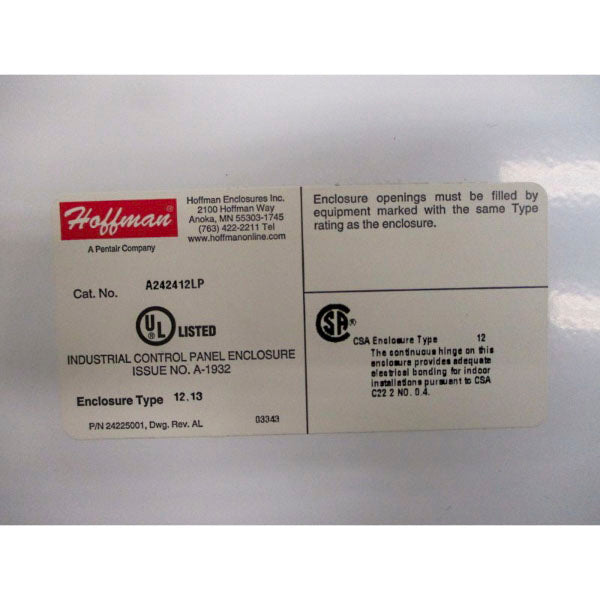 Hoffman®
A Pentair Company
Hoffman Enclosures Inc.
2100 Hoffman Way
Anoka, MN 55303-1745
(763) 422-2211 Tel
www.hoffmanonline.com
Cat. No. A242412LP
UL LISTED
INDUSTRIAL CONTROL PANEL ENCLOSURE
ISSUE NO. A-1932
Enclosure Type 12.13
P/N 24225001, Dwg. Rev. AL 03343
Enclosure openings must be filled by
equipment marked with the same Type
rating as the enclosure.
CSA®
CSA Enclosure Type 12
The continuous hinge on this
enclosure provides adequate
electrical bonding for indoor
installations pursuant to CSA
C22 2 NO. 0.4.